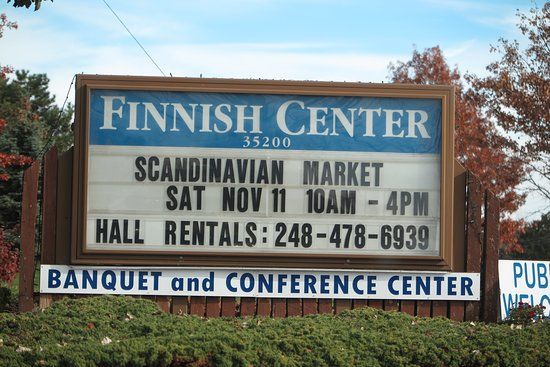 FINNISH CENTER
35200
SCANDINAVIAN MARKET
SAT NOV 11 10AM - 4PM
HALL RENTALS: 248-478-6939
BANQUET and CONFERENCE CENTER
WELC